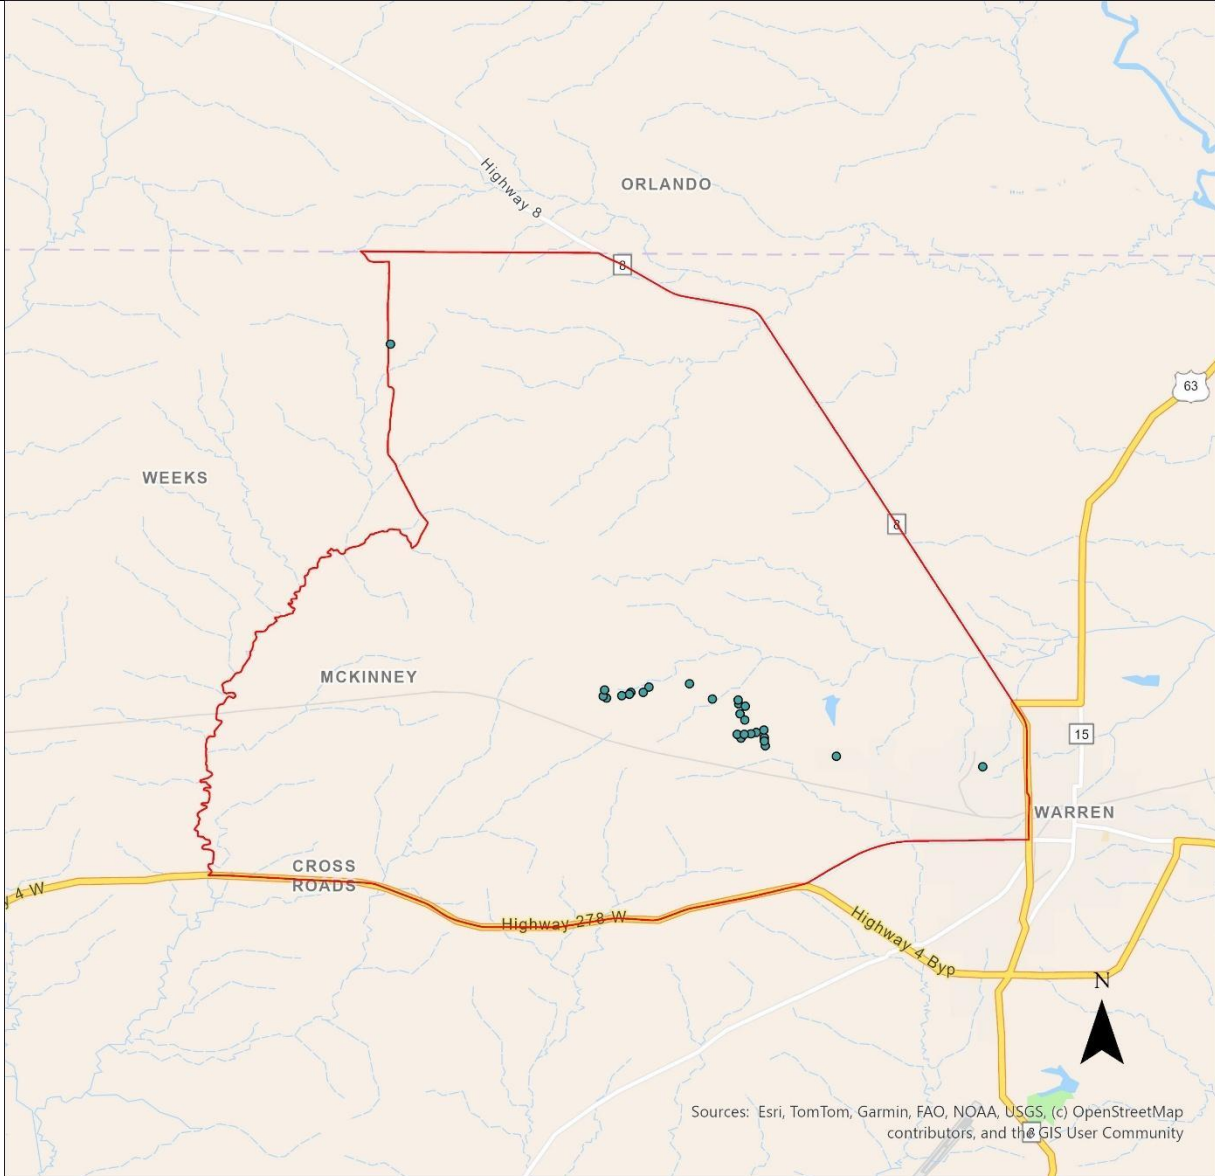 Highway 8
ORLANDO
8
63
WEEKS
8
MCKINNEY
15
WARREN
CROSS
ROADS
4 W
Highway 278 W
Highway 4 Byp
N
Sources: Esri, TomTom, Garmin, FAO, NOAA, USGS, (c) OpenStreetMap
contributors, and the GIS User Community
8